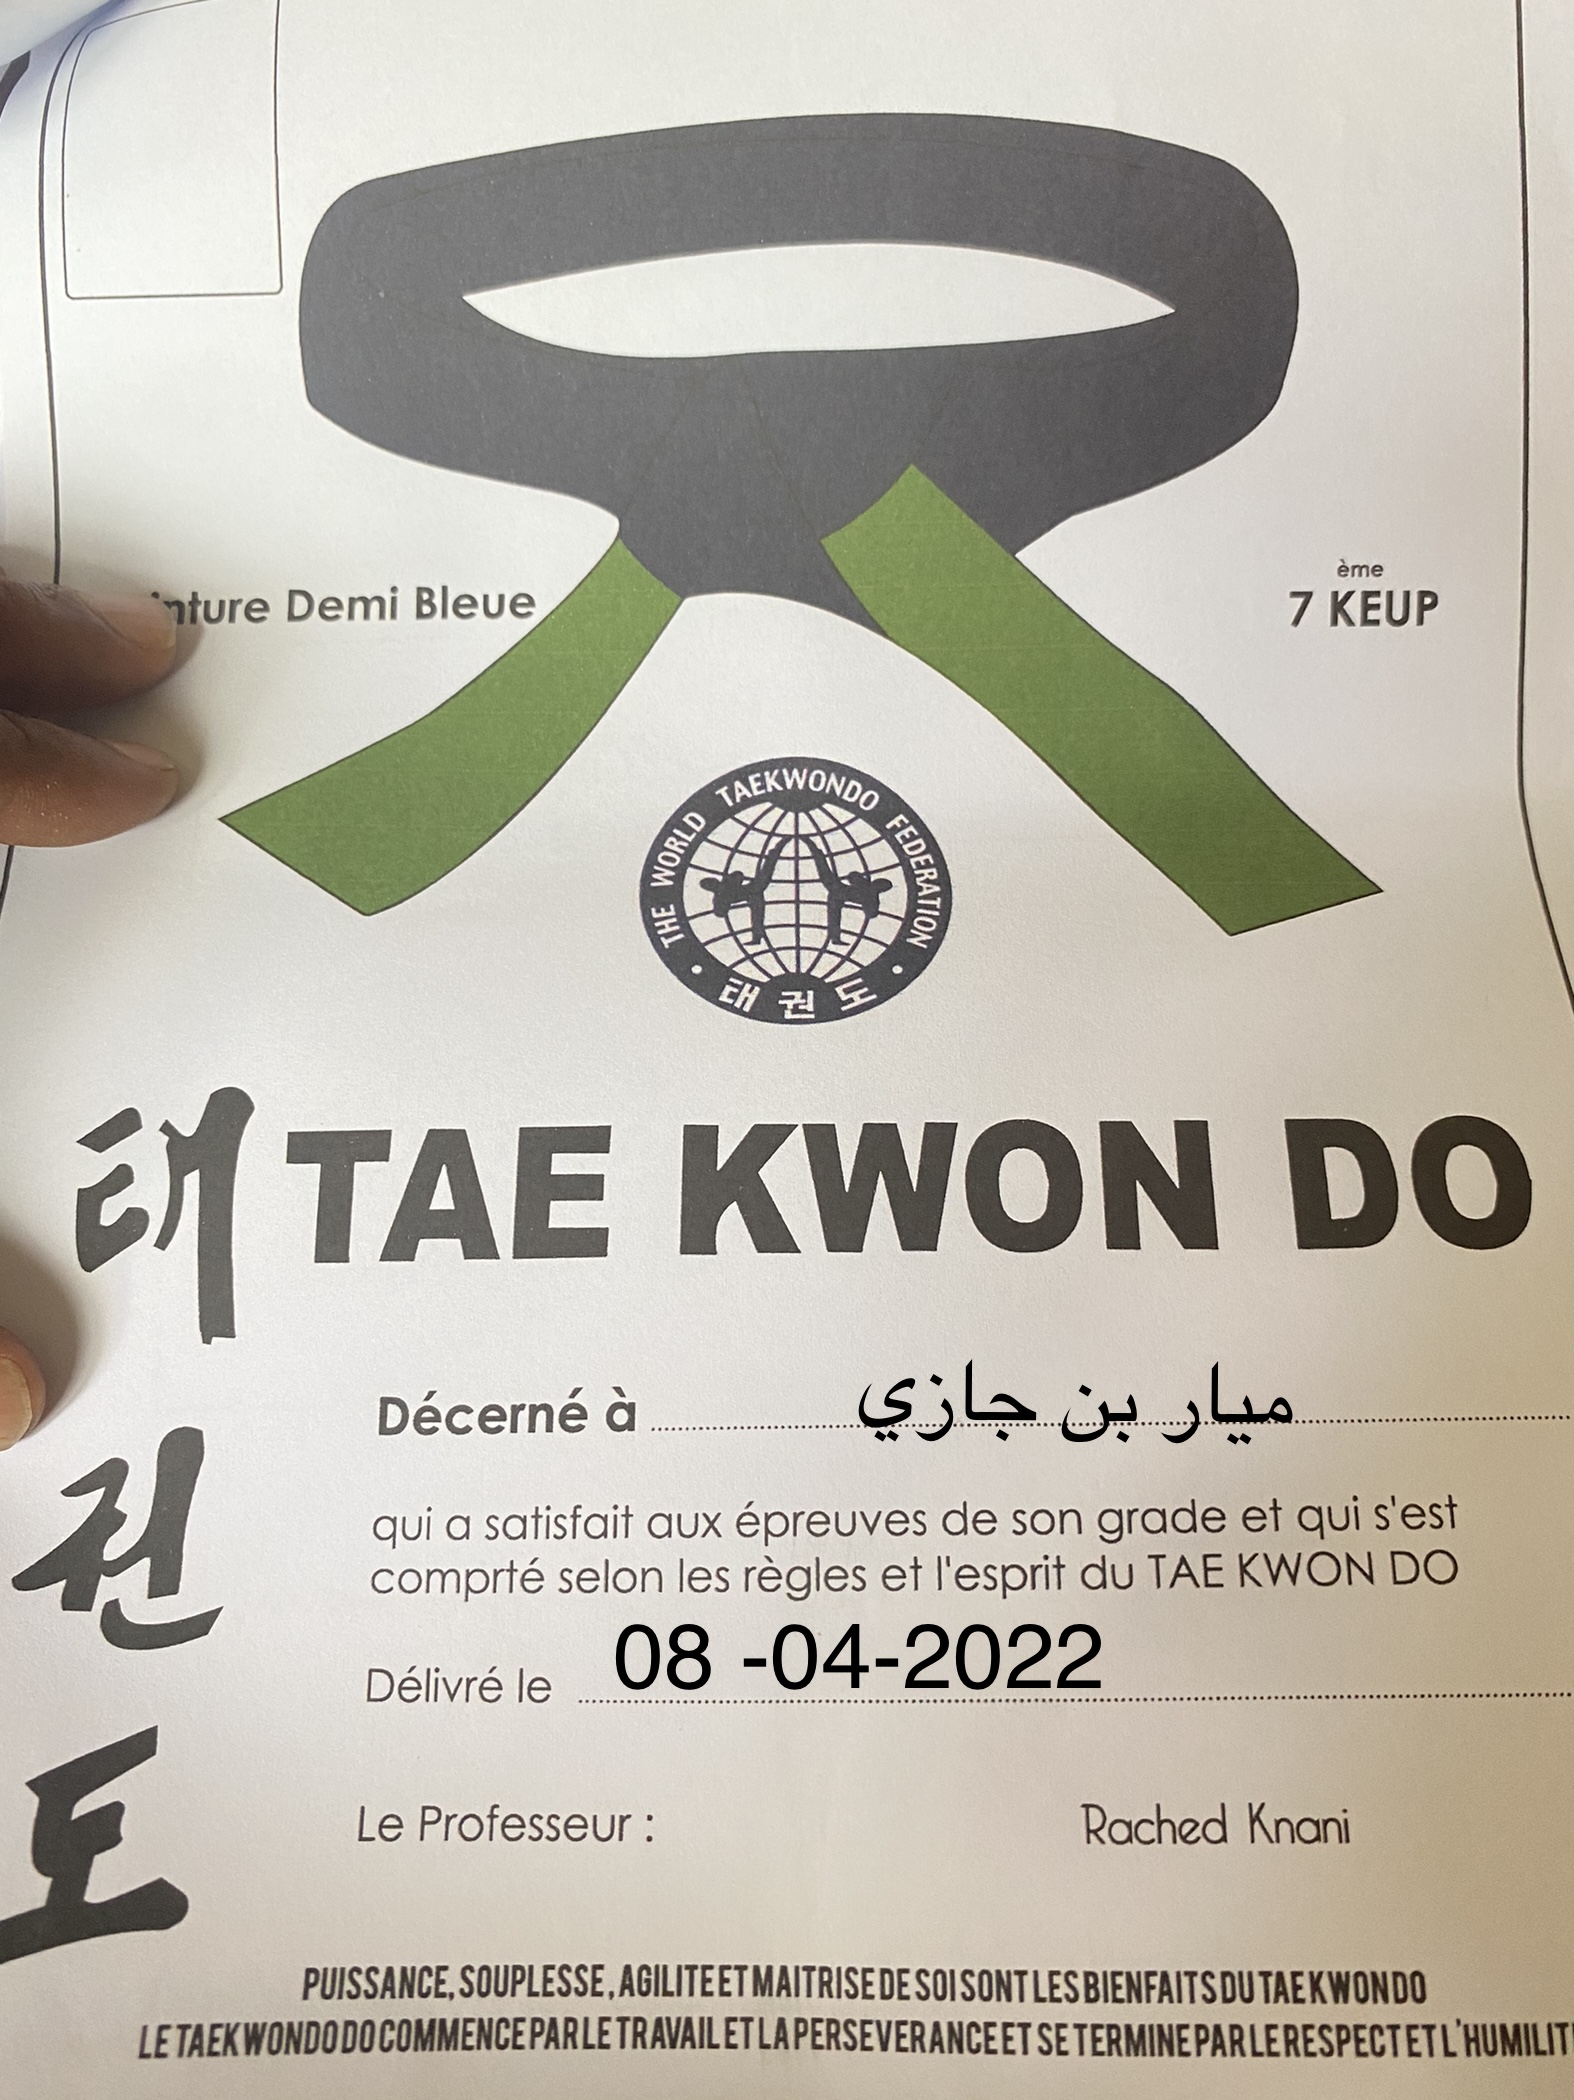 Demi Bleue
ème
7 KEUP
THE WORLD TAEKWONDO FEDERATION
태 권 도
태 권 도
TAE KWON DO
Décerné à ميار بن جازي
qui a satisfait aux épreuves de son grade et qui s'est
comprté selon les règles et l'esprit du TAE KWON DO
Délivré le 08 -04-2022
Le Professeur : Rached Knani
PUISSANCE, SOUPLESSE, AGILITE ET MAITRISE DE SOI SONT LES BIENFAITS DU TAEKWONDO
LE TAEKWONDO DO COMMENCE PAR LE TRAVAIL ET LA PERSEVERANCE ET SE TERMINE PAR LE RESPECT ET L'HUMILIT